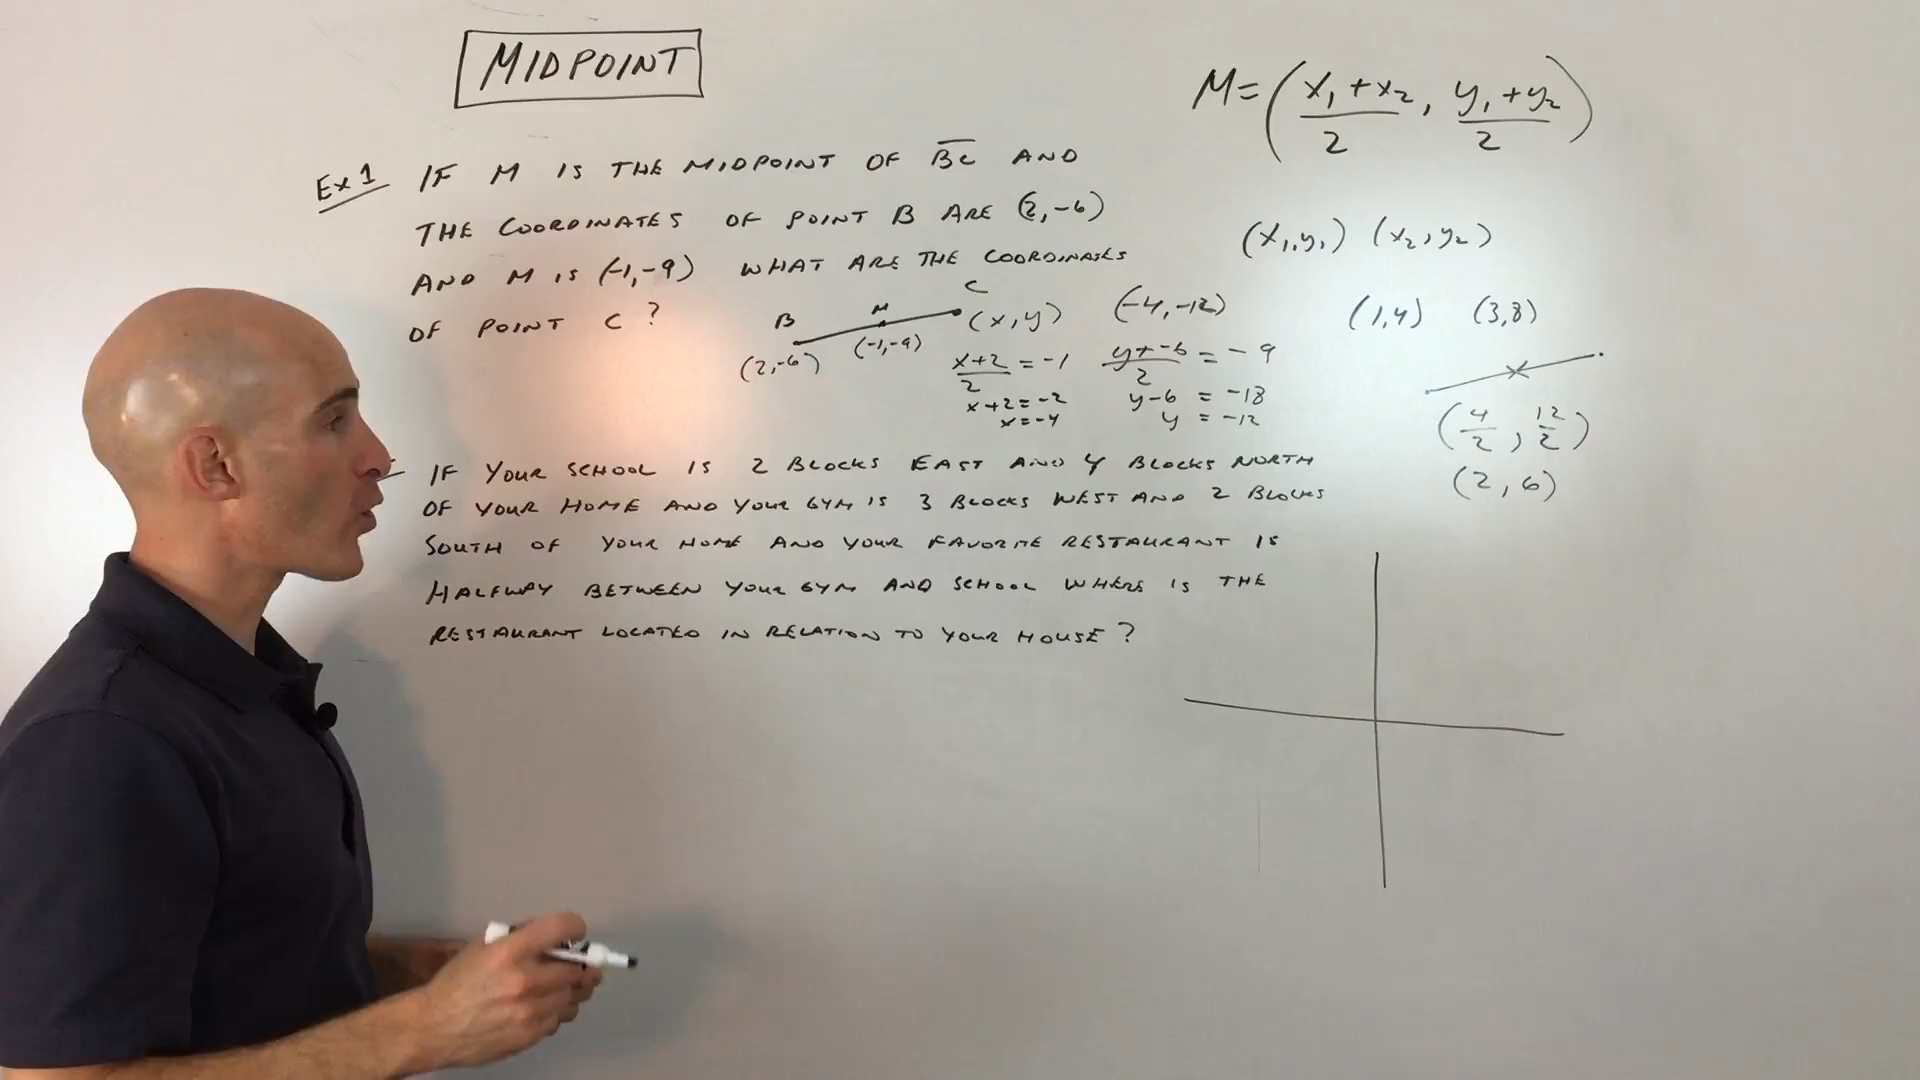 MIDPOINT
M = (x₁ + x₂ / 2, y₁ + y₂ / 2)
Ex 1 IF M IS THE MIDPOINT OF BC AND
THE COORDINATES OF POINT B ARE (2,-6)
AND M IS (-1,-9) WHAT ARE THE COORDINATES
OF POINT C?
B M C
(2,-6) (-1,-9) (x,y) (-4,-12)
x+2/2 = -1
x+2=-2
x=-4
y+-6/2 = -9
y-6 = -18
y = -12
(x₁,y₁) (x₂,y₂)
(1,4) (3,8)
(4/2, 12/2)
(2,6)
IF YOUR SCHOOL IS 2 BLOCKS EAST AND 4 BLOCKS NORTH
OF YOUR HOME AND YOUR GYM IS 3 BLOCKS WEST AND 2 BLOCKS
SOUTH OF YOUR HOME AND YOUR FAVORITE RESTAURANT IS
HALFWAY BETWEEN YOUR GYM AND SCHOOL WHERE IS THE
RESTAURANT LOCATED IN RELATION TO YOUR HOUSE?